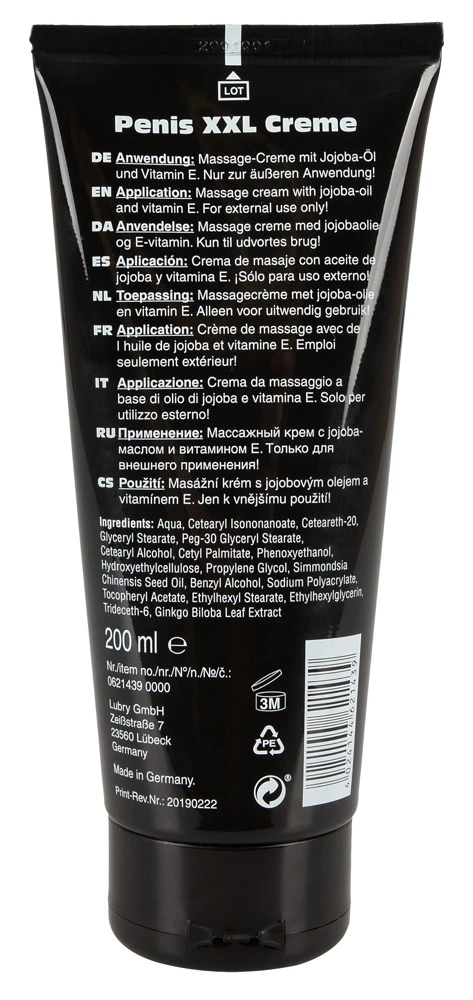 2001001
LOT
Penis XXL Creme
DE Anwendung: Massage-Creme mit Jojoba-Öl
und Vitamin E. Nur zur äußeren Anwendung!
EN Application: Massage cream with jojoba-oil
and vitamin E. For external use only!
DA Anvendelse: Massage creme med jojobaolie
og E-vitamin. Kun til udvortes brug!
ES Aplicación: Crema de masaje con aceite de
jojoba y vitamina E. ¡Sólo para uso externo!
NL Toepassing: Massagecrème met jojoba-olie
en vitamin E. Alleen voor uitwendig gebruik!
FR Application: Crème de massage avec de
l huile de jojoba et vitamine E. Emploi
seulement extérieur!
IT Applicazione: Crema da massaggio a
base di olio di jojoba e vitamina E. Solo per
utilizzo esterno!
RU Применение: Массажный крем с jojoba-
маслом и витамином Е. Только для
внешнего применения!
CS Použití: Masážní krém s jojobovým olejem a
vitamínem E. Jen k vnějšímu použití!
Ingredients: Aqua, Cetearyl Isononanoate, Ceteareth-20,
Glyceryl Stearate, Peg-30 Glyceryl Stearate,
Cetearyl Alcohol, Cetyl Palmitate, Phenoxyethanol,
Hydroxyethylcellulose, Propylene Glycol, Simmondsia
Chinensis Seed Oil, Benzyl Alcohol, Sodium Polyacrylate,
Tocopheryl Acetate, Ethylhexyl Stearate, Ethylhexylglycerin,
Trideceth-6, Ginkgo Biloba Leaf Extract
200 ml ℮
Nr./item no./nr./N°/n./№/č.:
0621439 0000
Lubry GmbH
Zeißstraße 7
23560 Lübeck
Germany
Made in Germany.
Print-Rev.Nr.: 20190222
3M
PE
®
4 024144 621439